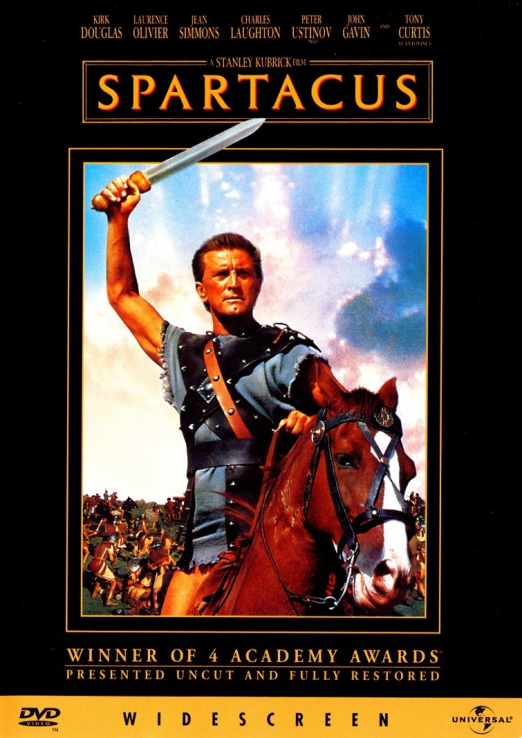 KIRK DOUGLAS
LAURENCE OLIVIER
JEAN SIMMONS
CHARLES LAUGHTON
PETER USTINOV
JOHN GAVIN
AND
TONY CURTIS
AS ANTONINUS
A STANLEY KUBRICK FILM
SPARTACUS
WINNER OF 4 ACADEMY AWARDS
PRESENTED UNCUT AND FULLY RESTORED
DVD
VIDEO
TM
WIDESCREEN
UNIVERSAL